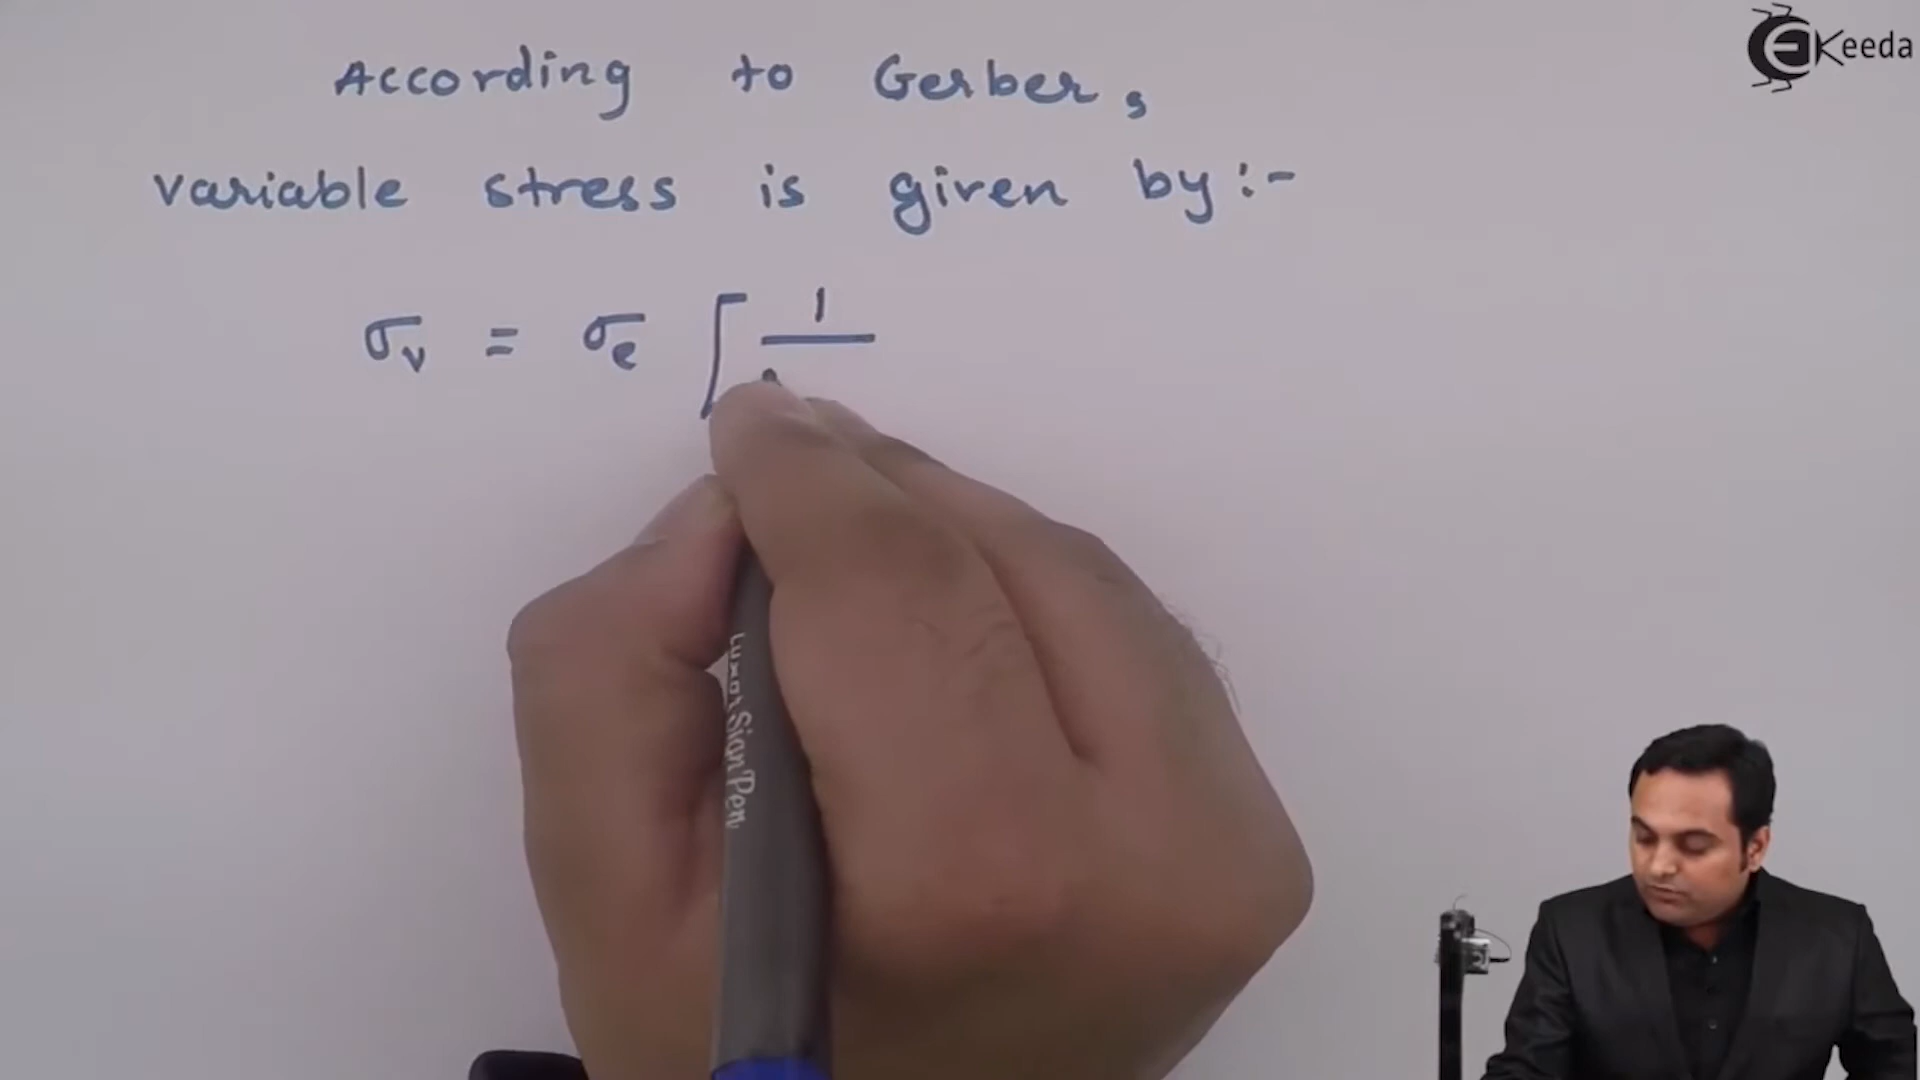 EKeeda
According to Gerber,
variable stress is given by:-
σv = σe [ 1
Luxor Sign Pen